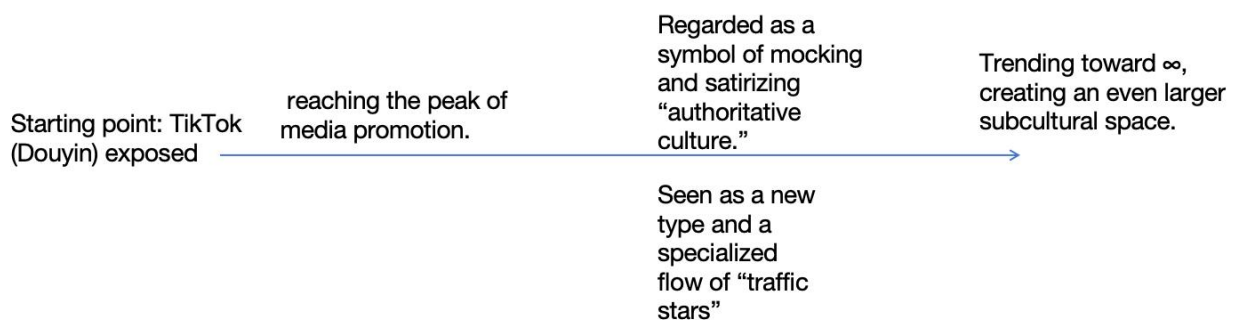 Starting point: TikTok
(Douyin) exposed
reaching the peak of
media promotion.
Regarded as a
symbol of mocking
and satirizing
“authoritative
culture.”
Seen as a new
type and a
specialized
flow of “traffic
stars”
Trending toward ∞,
creating an even larger
subcultural space.